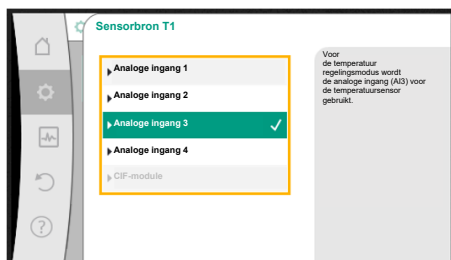 Sensorbron T1
Analoge ingang 1
Analoge ingang 2
Analoge ingang 3
Analoge ingang 4
CIF-module
Voor
de temperatuur
regelingsmodus wordt
de analoge ingang (AI3) voor
de temperatuursensor
gebruikt.